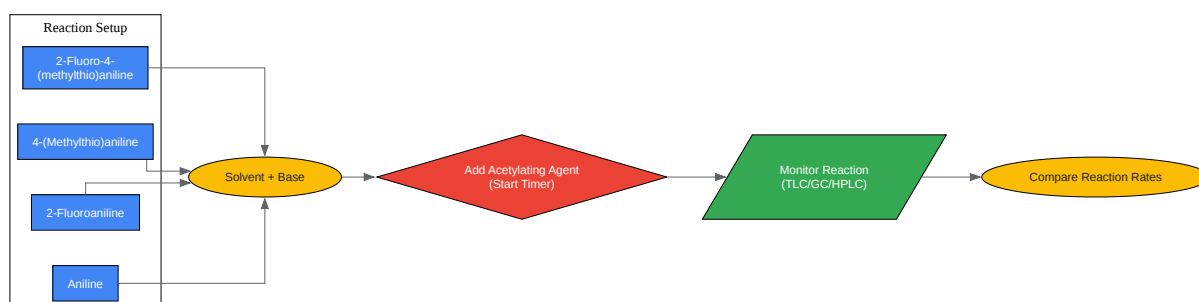 Reaction Setup
2-Fluoro-4-
(methylthio)aniline
4-(Methylthio)aniline
2-Fluoroaniline
Aniline
Solvent + Base
Add Acetylating Agent
(Start Timer)
Monitor Reaction
(TLC/GC/HPLC)
Compare Reaction Rates